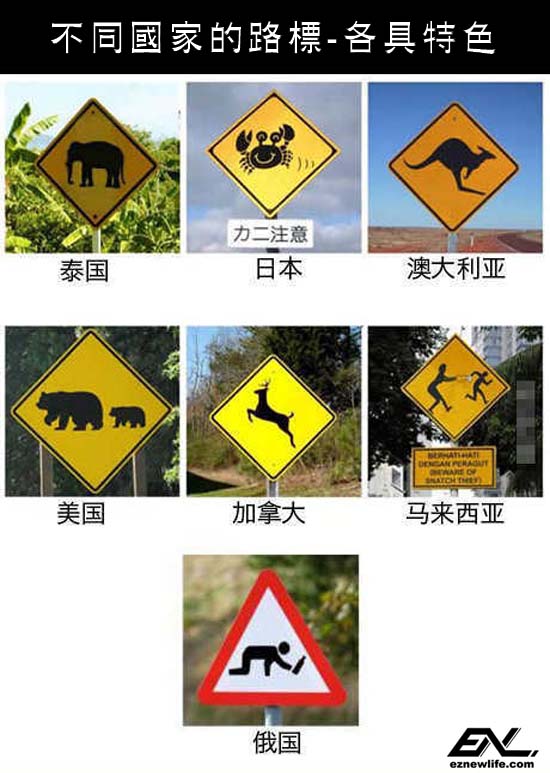 不同國家的路標-各具特色
カニ注意
泰国
日本
澳大利亚
BERHATI-HATI
DENGAN PERAGUT
(BEWARE OF
SNATCH THIEF)
美国
加拿大
马来西亚
俄国
ENL
eznewlife.com